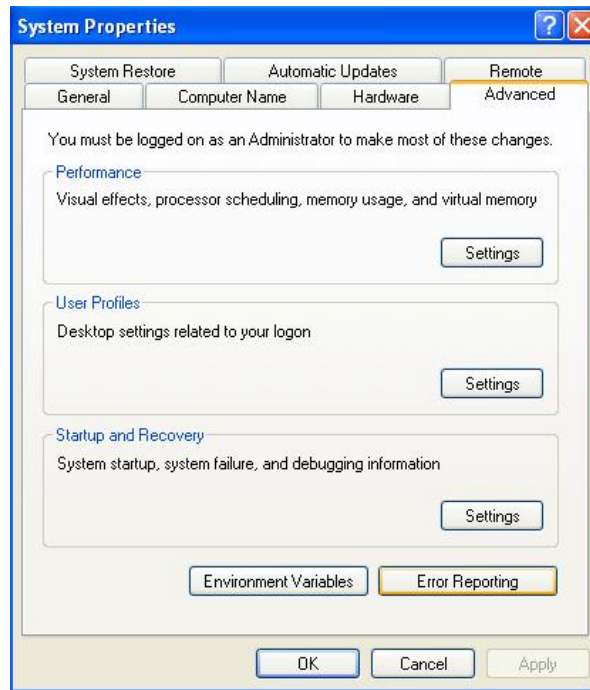 System Properties
System Restore Automatic Updates Remote
General Computer Name Hardware Advanced
You must be logged on as an Administrator to make most of these changes.
Performance
Visual effects, processor scheduling, memory usage, and virtual memory
Settings
User Profiles
Desktop settings related to your logon
Settings
Startup and Recovery
System startup, system failure, and debugging information
Settings
Environment Variables Error Reporting
OK Cancel Apply